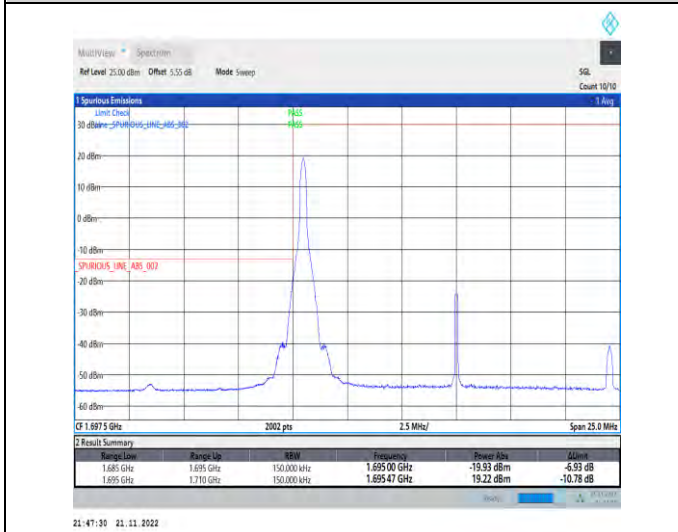 MultiView Spectrum
Ref Level 25.00 dBm Offset 5.55 dB Mode Sweep SGL
Count 10/10
1 Spurious Emissions 1 Avg
Limit Check PASS
30 dBm Line _SPURIOUS_LINE_ABS_002 PASS
20 dBm
10 dBm
0 dBm
-10 dBm
_SPURIOUS_LINE_ABS_002
-20 dBm
-30 dBm
-40 dBm
-50 dBm
-60 dBm
CF 1.6975 GHz 2002 pts 2.5 MHz/ Span 25.0 MHz
2 Result Summary
Range Low Range Up RBW Frequency Power Abs ΔLimit
1.685 GHz 1.695 GHz 150.000 kHz 1.69500 GHz -19.93 dBm -6.93 dB
1.695 GHz 1.710 GHz 150.000 kHz 1.69547 GHz 19.22 dBm -10.78 dB
21:47:30 21.11.2022